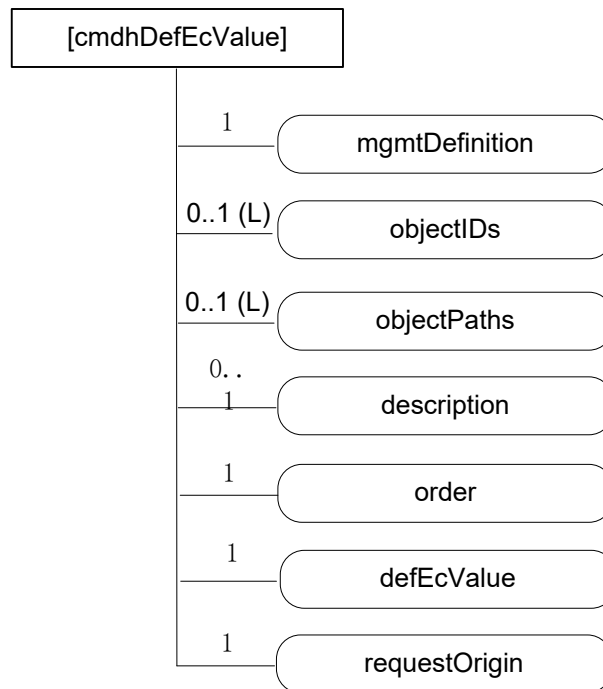 [cmdhDefEcValue]
1
mgmtDefinition
0..1 (L)
objectIDs
0..1 (L)
objectPaths
0..
1
description
1
order
1
defEcValue
1
requestOrigin